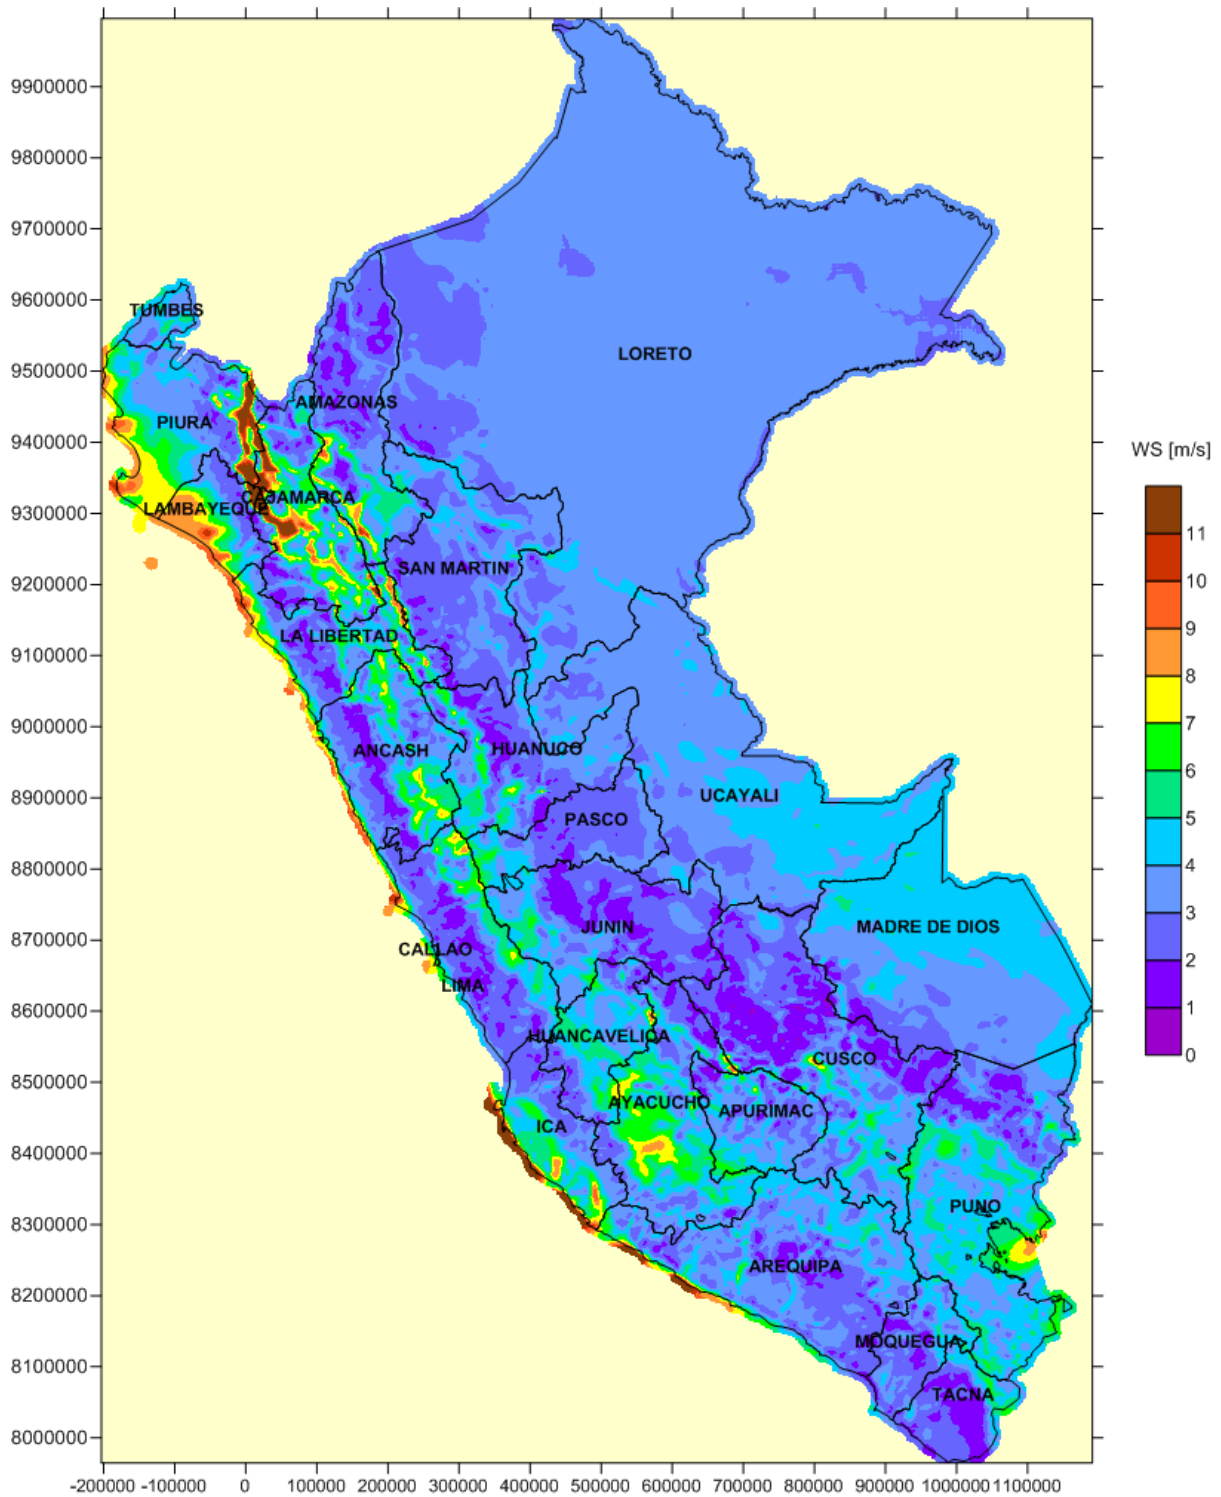 9900000
9800000
9700000
9600000
TUMBES
LORETO
9500000
AMAZONAS
PIURA
9400000
WS [m/s]
CAJAMARCA
LAMBAYEQUE
9300000
11
SAN MARTIN
10
9200000
9
LA LIBERTAD
8
9100000
7
9000000
ANCASH
HUANUCO
6
UCAYALI
8900000
PASCO
5
8800000
4
MADRE DE DIOS
JUNIN
3
8700000
CALLAO
2
LIMA
8600000
1
HUANCAVELICA
CUSCO
0
8500000
AYACUCHO
APURIMAC
ICA
8400000
PUNO
8300000
AREQUIPA
8200000
MOQUEGUA
8100000
TACNA
8000000
-200000 -100000 0 100000 200000 300000 400000 500000 600000 700000 800000 900000 1000000 1100000